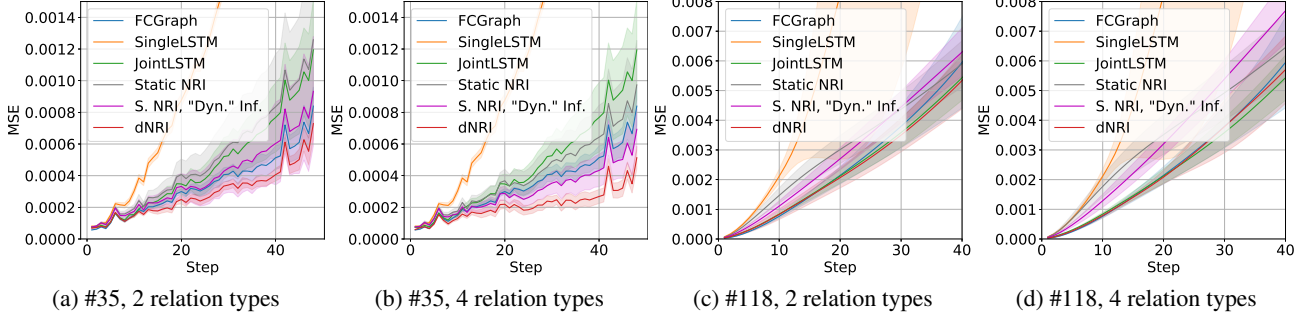 0.0014
0.0012
0.0010
0.0008
0.0006
0.0004
0.0002
0.0000
MSE
0
20
40
Step
FCGraph
SingleLSTM
JointLSTM
Static NRI
S. NRI, "Dyn." Inf.
dNRI
(a) #35, 2 relation types
0.0014
0.0012
0.0010
0.0008
0.0006
0.0004
0.0002
0.0000
MSE
0
20
40
Step
FCGraph
SingleLSTM
JointLSTM
Static NRI
S. NRI, "Dyn." Inf.
dNRI
(b) #35, 4 relation types
0.008
0.007
0.006
0.005
0.004
0.003
0.002
0.001
0.000
MSE
0
10
20
30
40
Step
FCGraph
SingleLSTM
JointLSTM
Static NRI
S. NRI, "Dyn." Inf.
dNRI
(c) #118, 2 relation types
0.008
0.007
0.006
0.005
0.004
0.003
0.002
0.001
0.000
MSE
0
10
20
30
40
Step
FCGraph
SingleLSTM
JointLSTM
Static NRI
S. NRI, "Dyn." Inf.
dNRI
(d) #118, 4 relation types